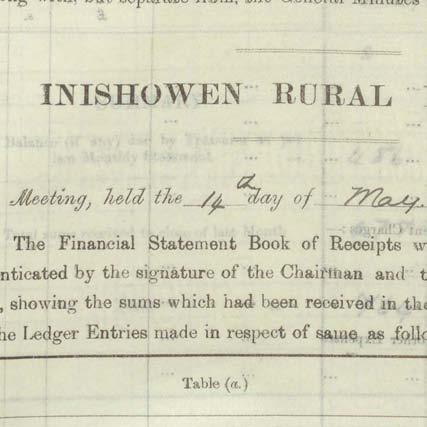 INISHOWEN RURAL
Meeting, held the 14th day of May.
The Financial Statement Book of Receipts w
enticated by the signature of the Chairman and t
, showing the sums which had been received in the
he Ledger Entries made in respect of same as follo
Table (a.)